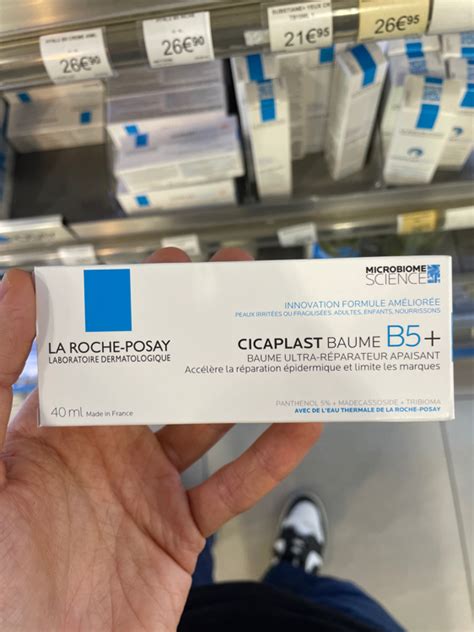 26€90
26€90
21€95
26€95
MICROBIOME
SCIENCE
INNOVATION FORMULE AMÉLIORÉE
PEAUX IRRITÉES OU FRAGILISÉES, ADULTES, ENFANTS, NOURRISSONS
LA ROCHE-POSAY
LABORATOIRE DERMATOLOGIQUE
CICAPLAST BAUME B5+
BAUME ULTRA-RÉPARATEUR APAISANT
Accélère la réparation épidermique et limite les marques
PANTHENOL 5% + MADECASSOSIDE + TRIBIOMA
AVEC DE L'EAU THERMALE DE LA ROCHE-POSAY
40 ml Made in France